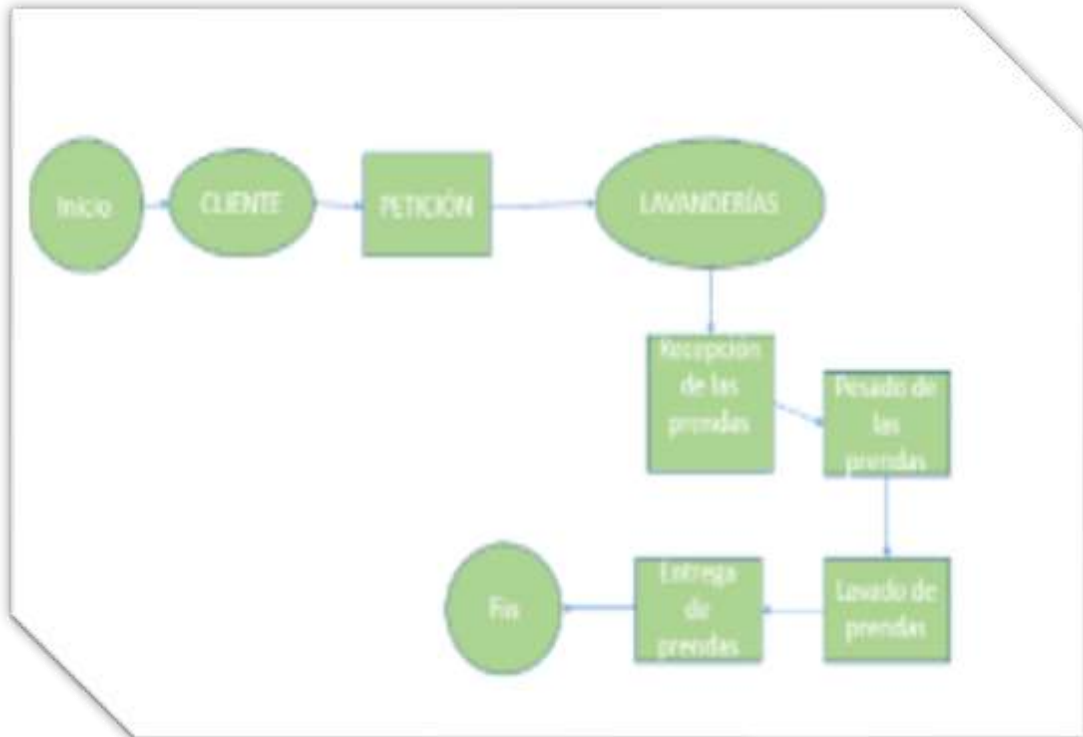 Inicio
CLIENTE
PETICIÓN
LAVANDERÍAS
Recepción
de las
prendas
Pesado de
las
prendas
Lavado de
prendas
Entrega
de
prendas
Fin